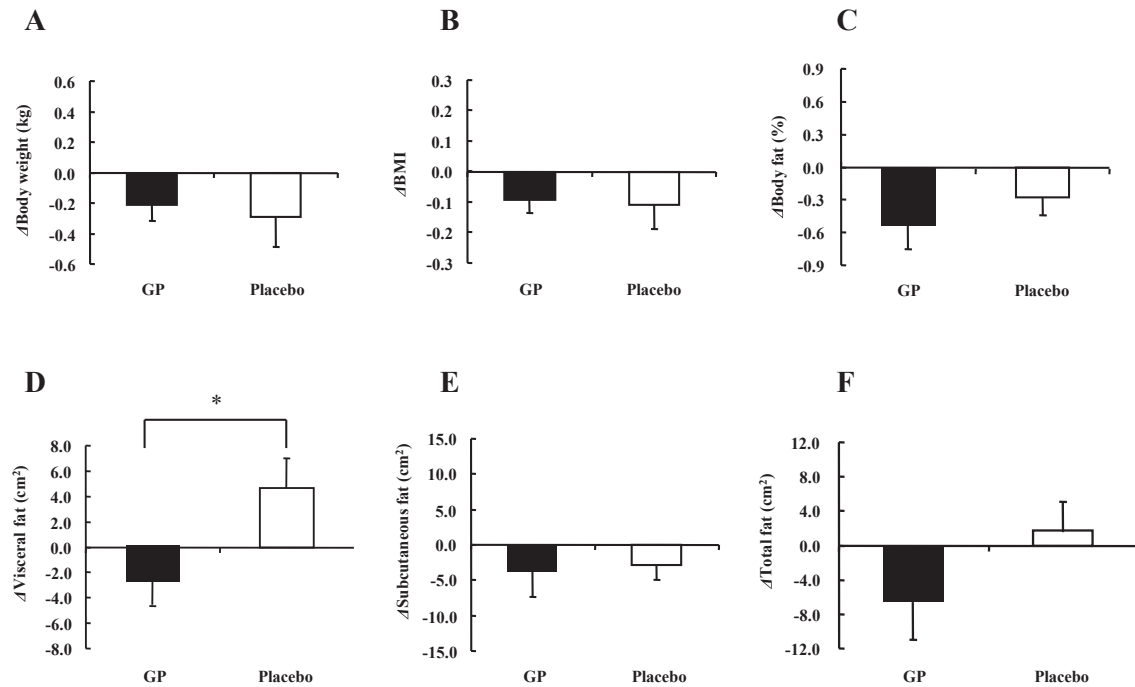 A
ΔBody weight (kg)
0.6
0.4
0.2
0.0
-0.2
-0.4
-0.6
GP Placebo
B
ΔBMI
0.3
0.2
0.1
0.0
-0.1
-0.2
-0.3
GP Placebo
C
ΔBody fat (%)
0.9
0.6
0.3
0.0
-0.3
-0.6
-0.9
GP Placebo
D
*
ΔVisceral fat (cm²)
8.0
6.0
4.0
2.0
0.0
-2.0
-4.0
-6.0
-8.0
GP Placebo
E
ΔSubcutaneous fat (cm²)
15.0
10.0
5.0
0.0
-5.0
-10.0
-15.0
GP Placebo
F
ΔTotal fat (cm²)
12.0
8.0
4.0
0.0
-4.0
-8.0
-12.0
GP Placebo